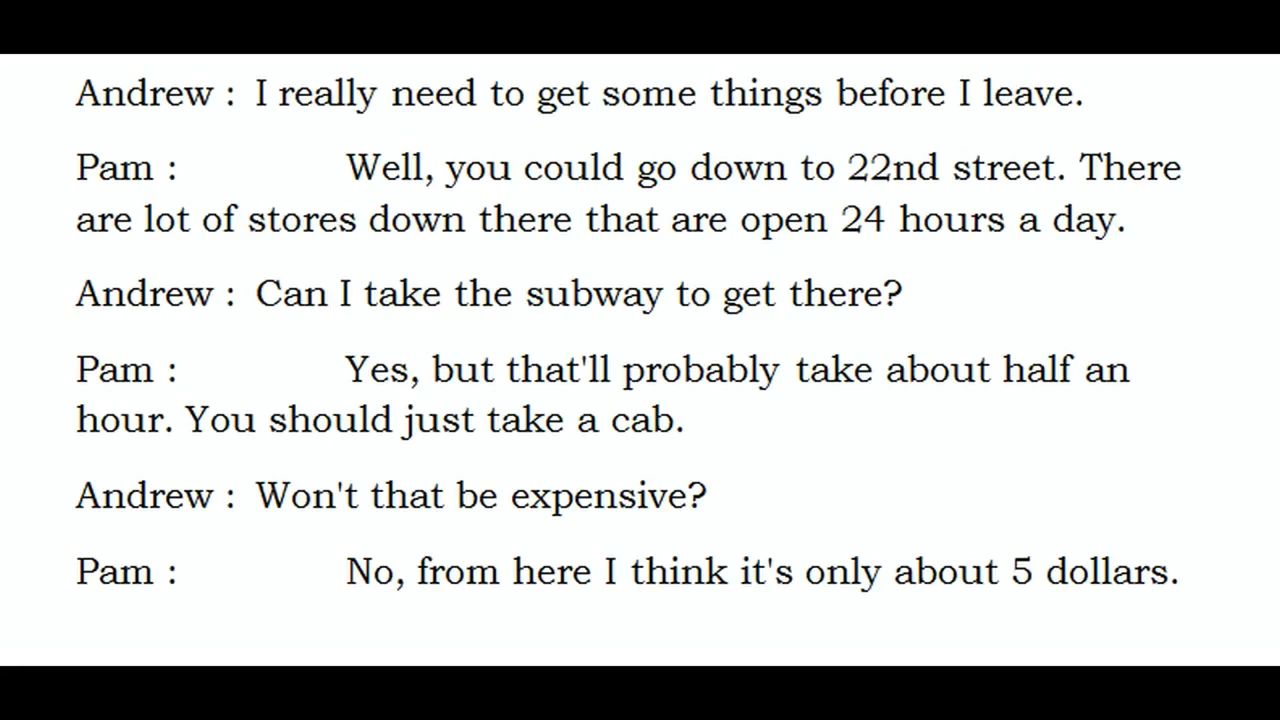 Andrew : I really need to get some things before I leave.
Pam : Well, you could go down to 22nd street. There
are lot of stores down there that are open 24 hours a day.
Andrew : Can I take the subway to get there?
Pam : Yes, but that'll probably take about half an
hour. You should just take a cab.
Andrew : Won't that be expensive?
Pam : No, from here I think it's only about 5 dollars.